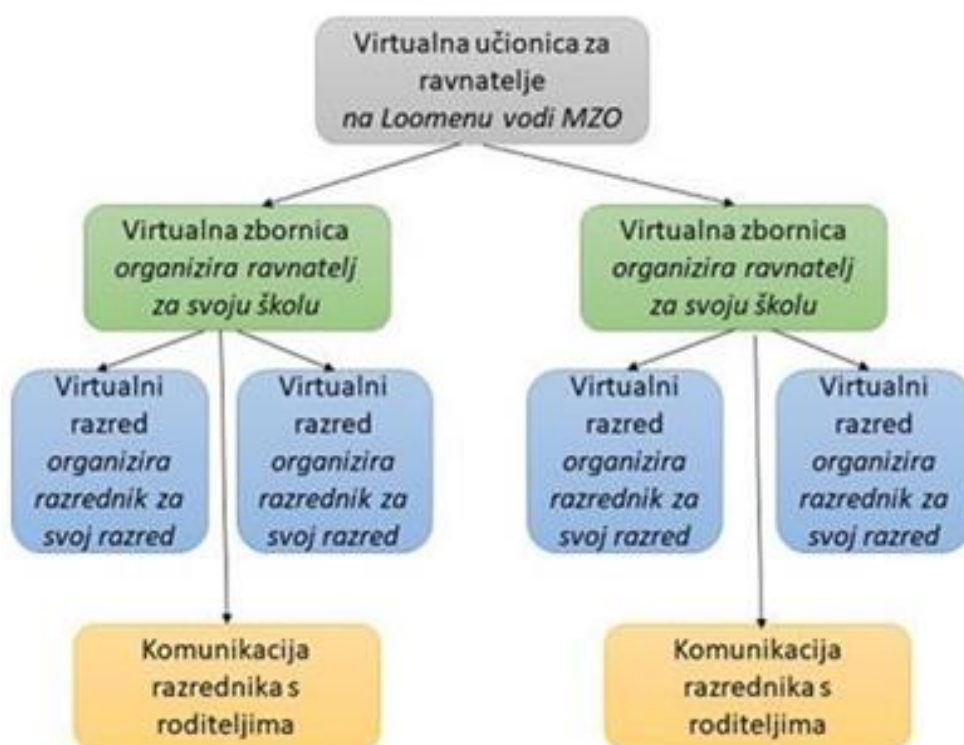 Virtualna učionica za
ravnatelje
na Loomenu vodi MZO
Virtualna zbornica
organizira ravnatelj
za svoju školu
Virtualna zbornica
organizira ravnatelj
za svoju školu
Virtualni
razred
organizira
razrednik za
svoj razred
Virtualni
razred
organizira
razrednik za
svoj razred
Virtualni
razred
organizira
razrednik za
svoj razred
Virtualni
razred
organizira
razrednik za
svoj razred
Komunikacija
razrednika s
roditeljima
Komunikacija
razrednika s
roditeljima